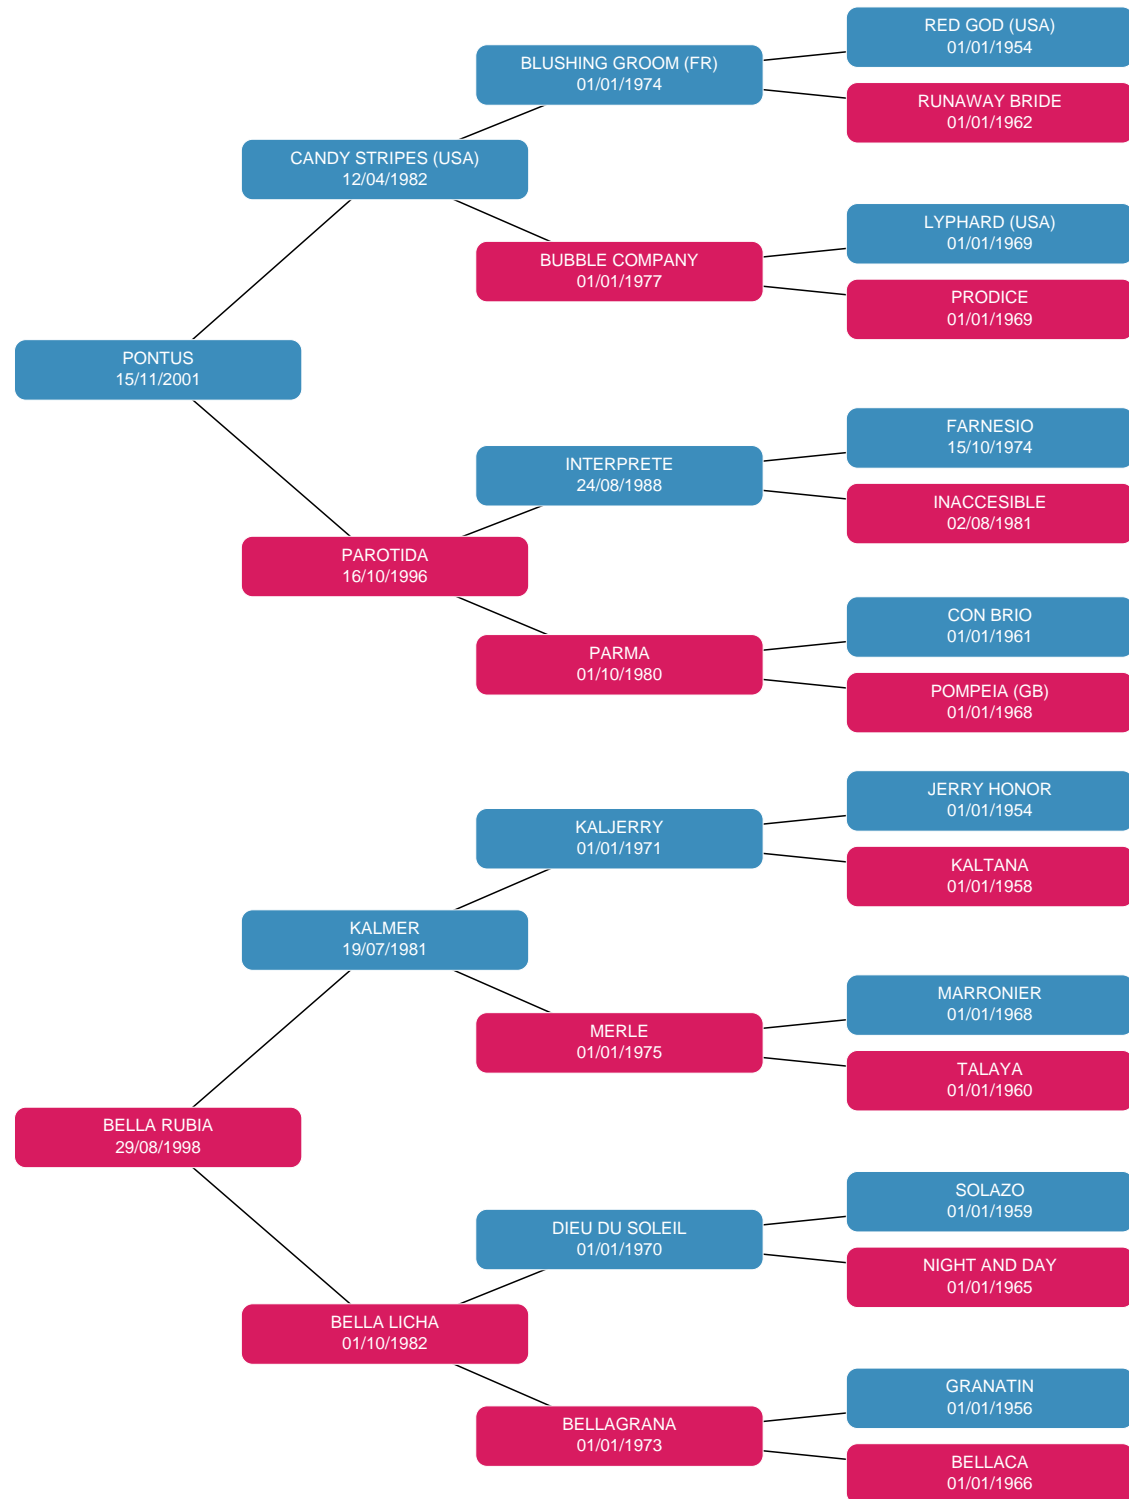 RED GOD (USA)
01/01/1954
BLUSHING GROOM (FR)
01/01/1974
RUNAWAY BRIDE
01/01/1962
CANDY STRIPES (USA)
12/04/1982
LYPHARD (USA)
01/01/1969
BUBBLE COMPANY
01/01/1977
PRODICE
01/01/1969
PONTUS
15/11/2001
FARNESIO
15/10/1974
INTERPRETE
24/08/1988
INACCESIBLE
02/08/1981
PAROTIDA
16/10/1996
CON BRIO
01/01/1961
PARMA
01/10/1980
POMPEIA (GB)
01/01/1968
JERRY HONOR
01/01/1954
KALJERRY
01/01/1971
KALTANA
01/01/1958
KALMER
19/07/1981
MARRONIER
01/01/1968
MERLE
01/01/1975
TALAYA
01/01/1960
BELLA RUBIA
29/08/1998
SOLAZO
01/01/1959
DIEU DU SOLEIL
01/01/1970
NIGHT AND DAY
01/01/1965
BELLA LICHA
01/10/1982
GRANATIN
01/01/1956
BELLAGRANA
01/01/1973
BELLACA
01/01/1966